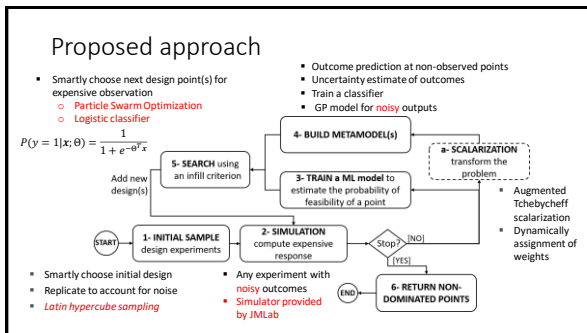 Proposed approach
▪ Smartly choose next design point(s) for
expensive observation
o Particle Swarm Optimization
o Logistic classifier
P(y = 1|x; Θ) = 1 / (1 + e^{-Θ^T x})
▪ Outcome prediction at non-observed points
▪ Uncertainty estimate of outcomes
▪ Train a classifier
▪ GP model for noisy outputs
4- BUILD METAMODEL(s)
a- SCALARIZATION
transform the
problem
5- SEARCH using
an infill criterion
3- TRAIN a ML model to
estimate the probability of
feasibility of a point
Add new
design(s)
▪ Augmented
Tchebycheff
scalarization
▪ Dynamically
assignment of
weights
START
1- INITIAL SAMPLE
design experiments
2- SIMULATION
compute expensive
response
Stop?
[NO]
[YES]
▪ Smartly choose initial design
▪ Replicate to account for noise
▪ Latin hypercube sampling
▪ Any experiment with
noisy outcomes
▪ Simulator provided
by JMLab
END
6- RETURN NON-
DOMINATED POINTS